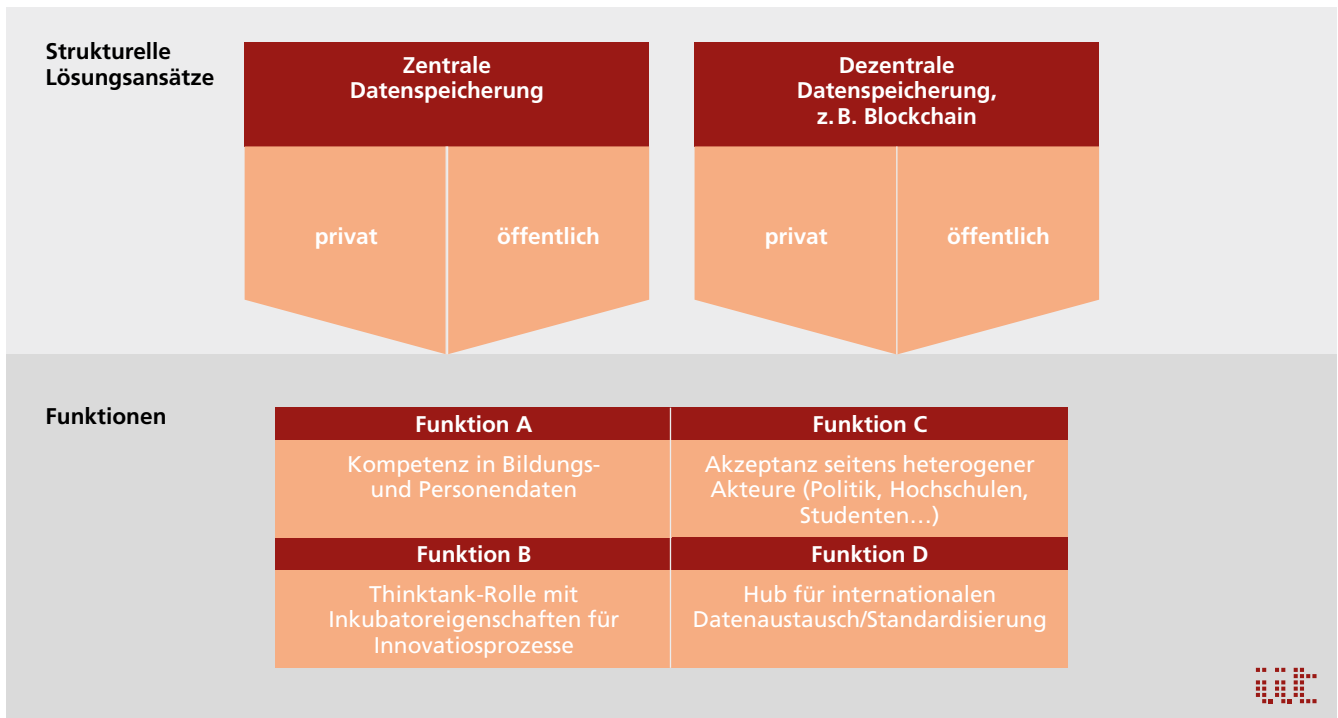 Strukturelle
Lösungsansätze
Zentrale
Datenspeicherung
Dezentrale
Datenspeicherung,
z. B. Blockchain
privat
öffentlich
privat
öffentlich
Funktionen
Funktion A
Funktion C
Kompetenz in Bildungs-
und Personendaten
Akzeptanz seitens heterogener
Akteure (Politik, Hochschulen,
Studenten…)
Funktion B
Funktion D
Thinktank-Rolle mit
Inkubatoreigenschaften für
Innovatiosprozesse
Hub für internationalen
Datenaustausch/Standardisierung